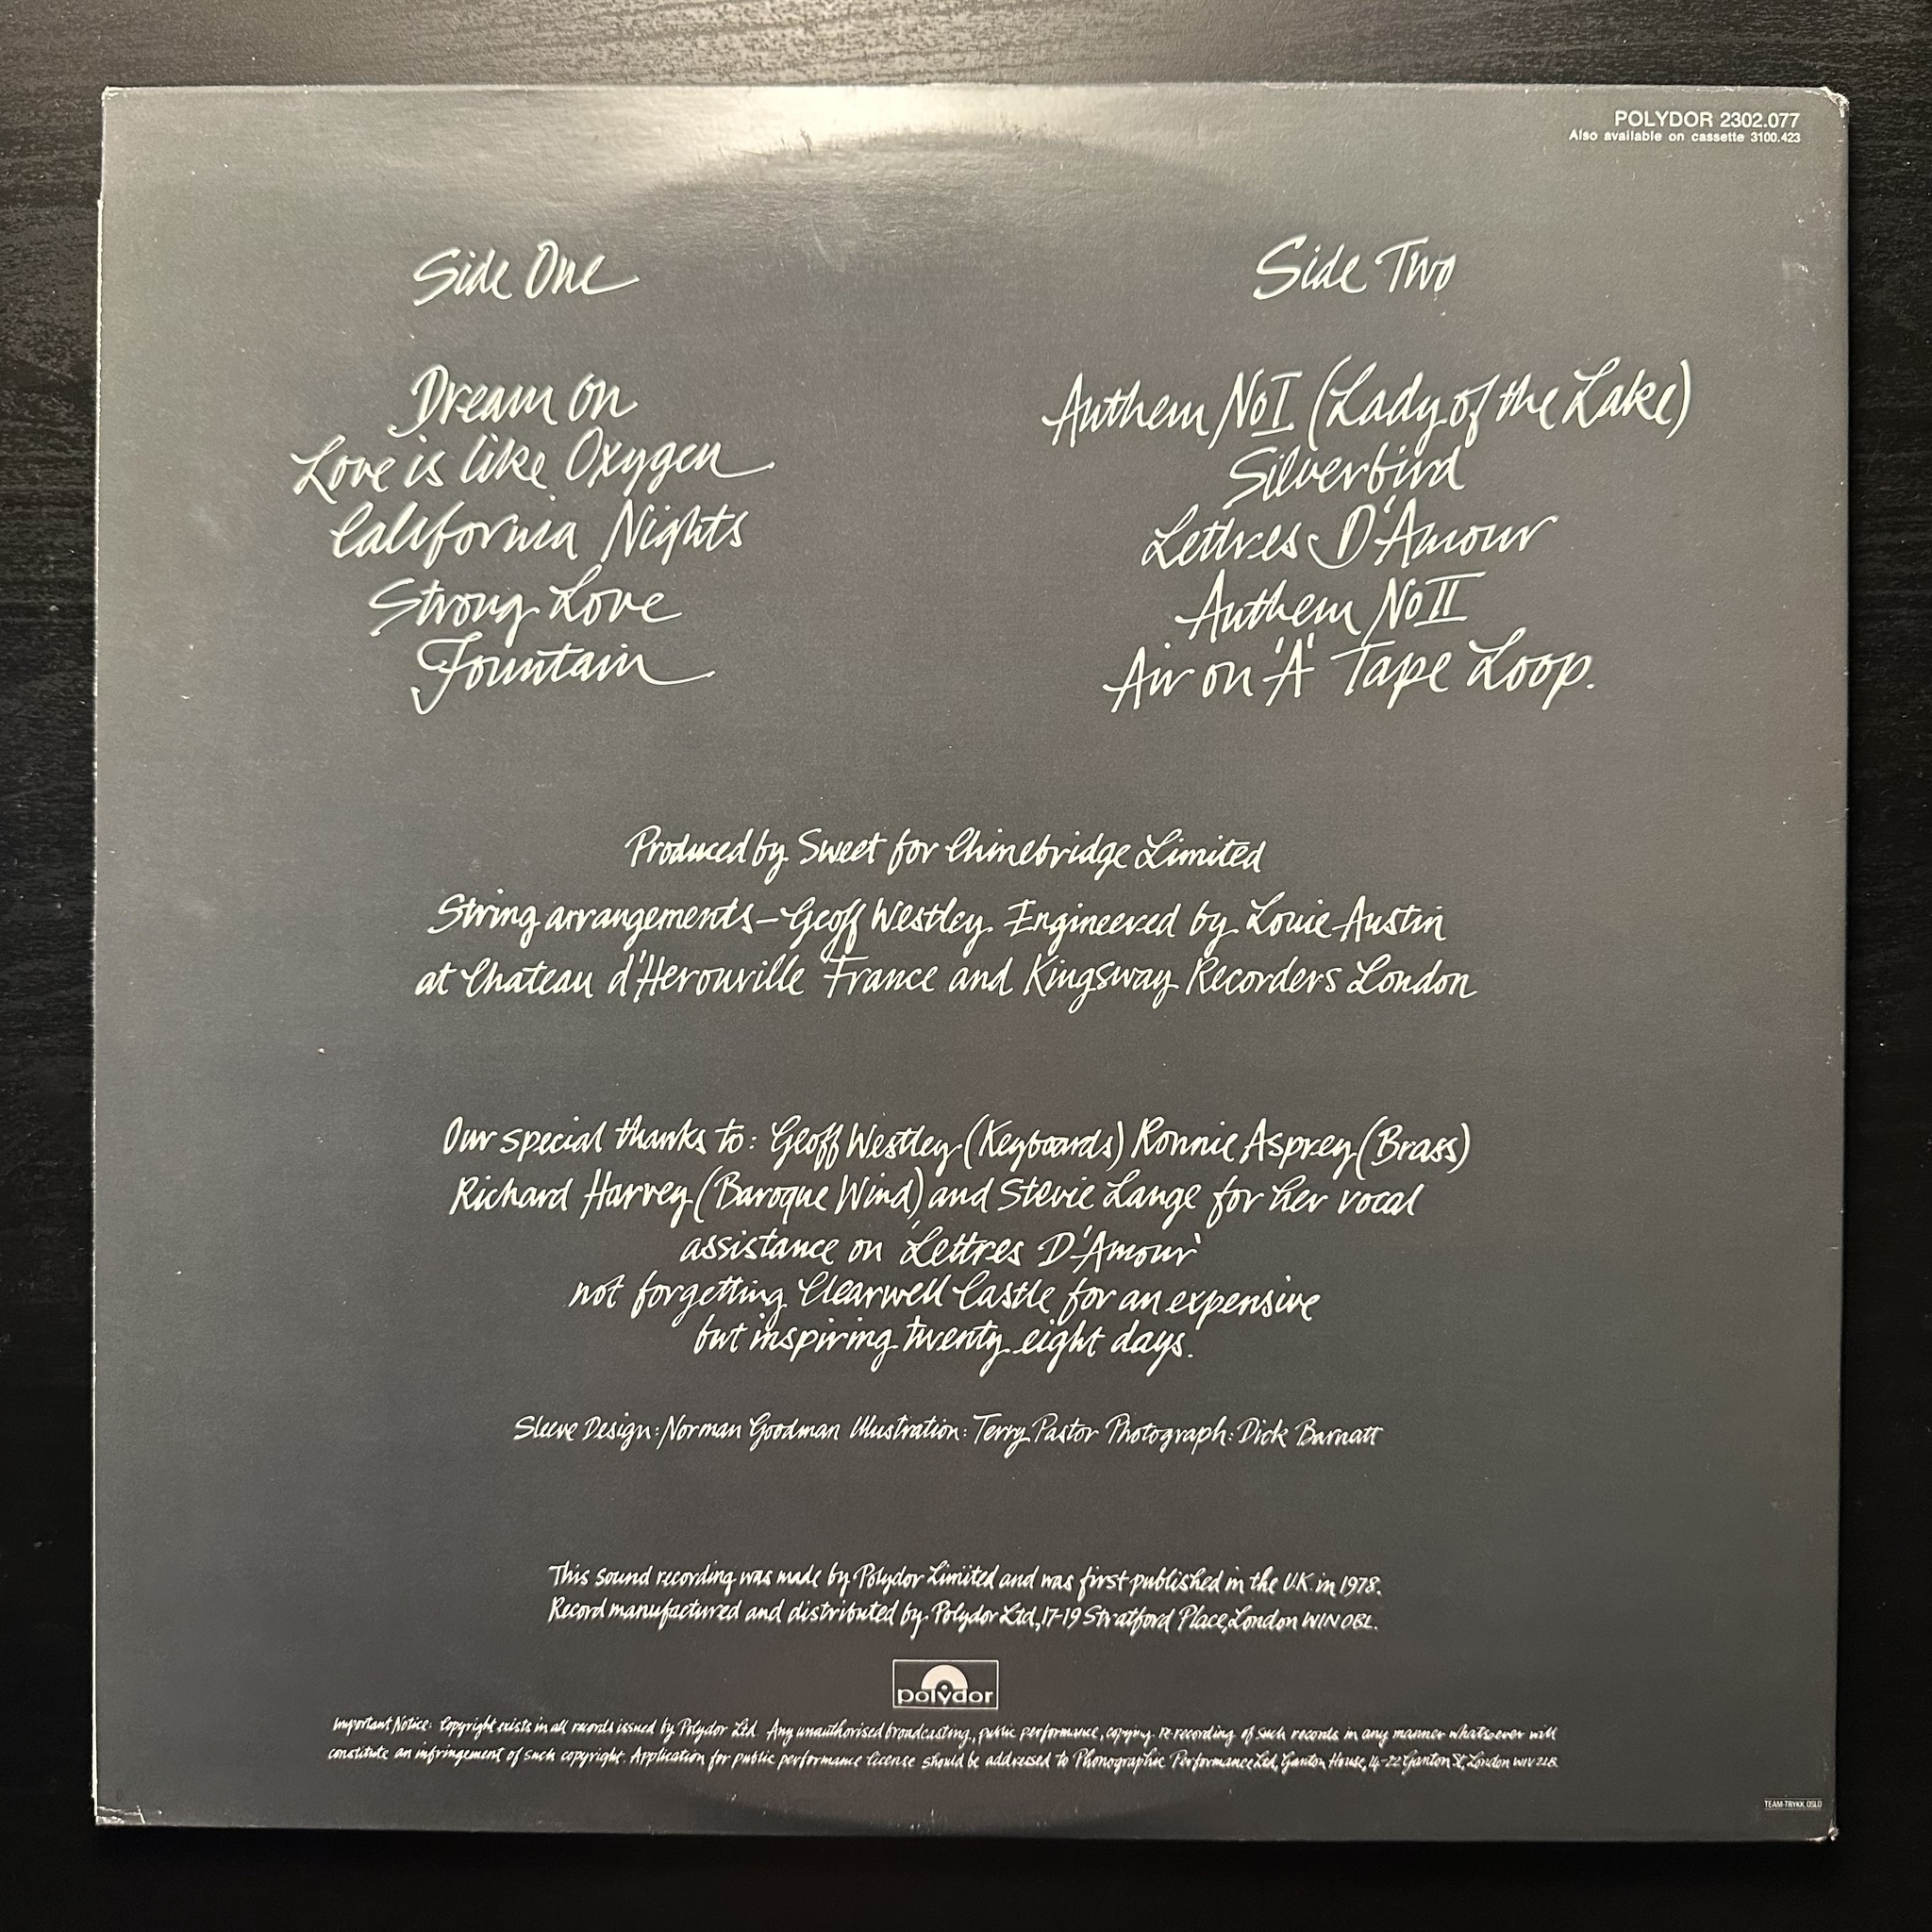 POLYDOR 2302.077
Also available on cassette 3100.423
Side One
Dream On
Love is like Oxygen
California Nights
Strong Love
Fountain
Side Two
Anthem No I (Lady of the Lake)
Silverbird
Lettres D'Amour
Anthem No II
Air on 'A' Tape Loop.
Produced by Sweet for Chinebridge Limited
String arrangements - Geoff Westley. Engineered by Louie Austin
at Chateau d'Herouville France and Kingsway Recorders London
Our special thanks to: Geoff Westley (Keyboards) Ronnie Asprey (Brass)
Richard Harvey (Baroque Wind) and Stevie Lange for her vocal
assistance on 'Lettres D'Amour'
not forgetting Clearwell Castle for an expensive
but inspiring twenty eight days.
Sleeve Design: Norman Goodman Illustration: Terry Pastor Photograph: Dick Barnatt
This sound recording was made by Polydor Limited and was first published in the U.K. in 1978.
Record manufactured and distributed by Polydor Ltd, 17-19 Stratford Place, London W1N 0BL.
polydor
Important Notice: Copyright exists in all records issued by Polydor Ltd. Any unauthorised broadcasting, public performance, copying, re-recording of such records in any manner whatsoever will
constitute an infringement of such copyright. Application for public performance license should be addressed to Phonographic Performance Ltd, Ganton House, 14-22 Ganton St, London W1V 2LB.
TEAM-TRYKK, OSLO